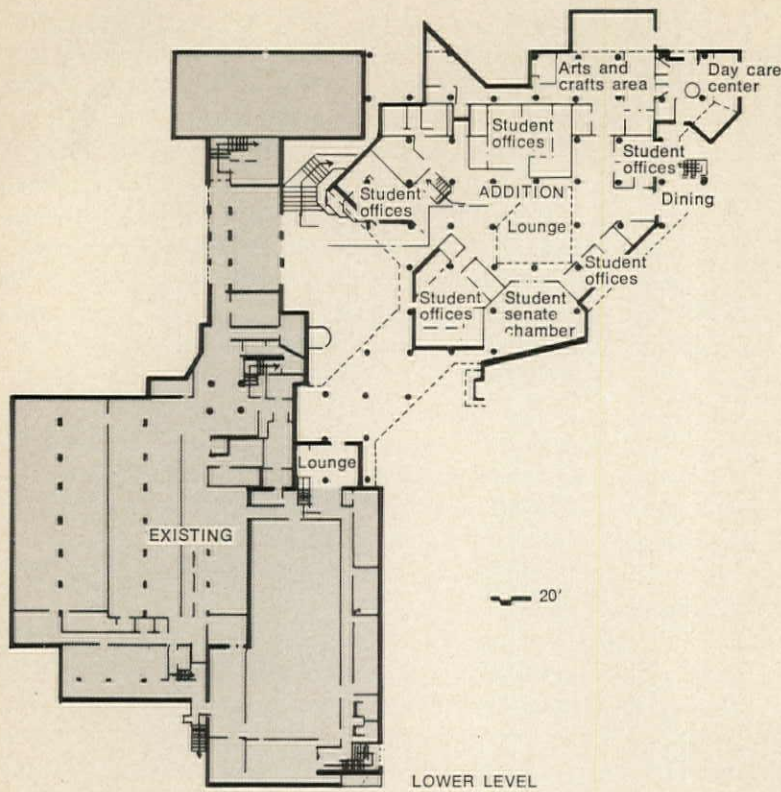 Arts and
crafts area
Day care
center
Student
offices
Student
offices
Student
offices
ADDITION
Dining
Lounge
Student
offices
Student
offices
Student
senate
chamber
Lounge
EXISTING
20'
LOWER LEVEL